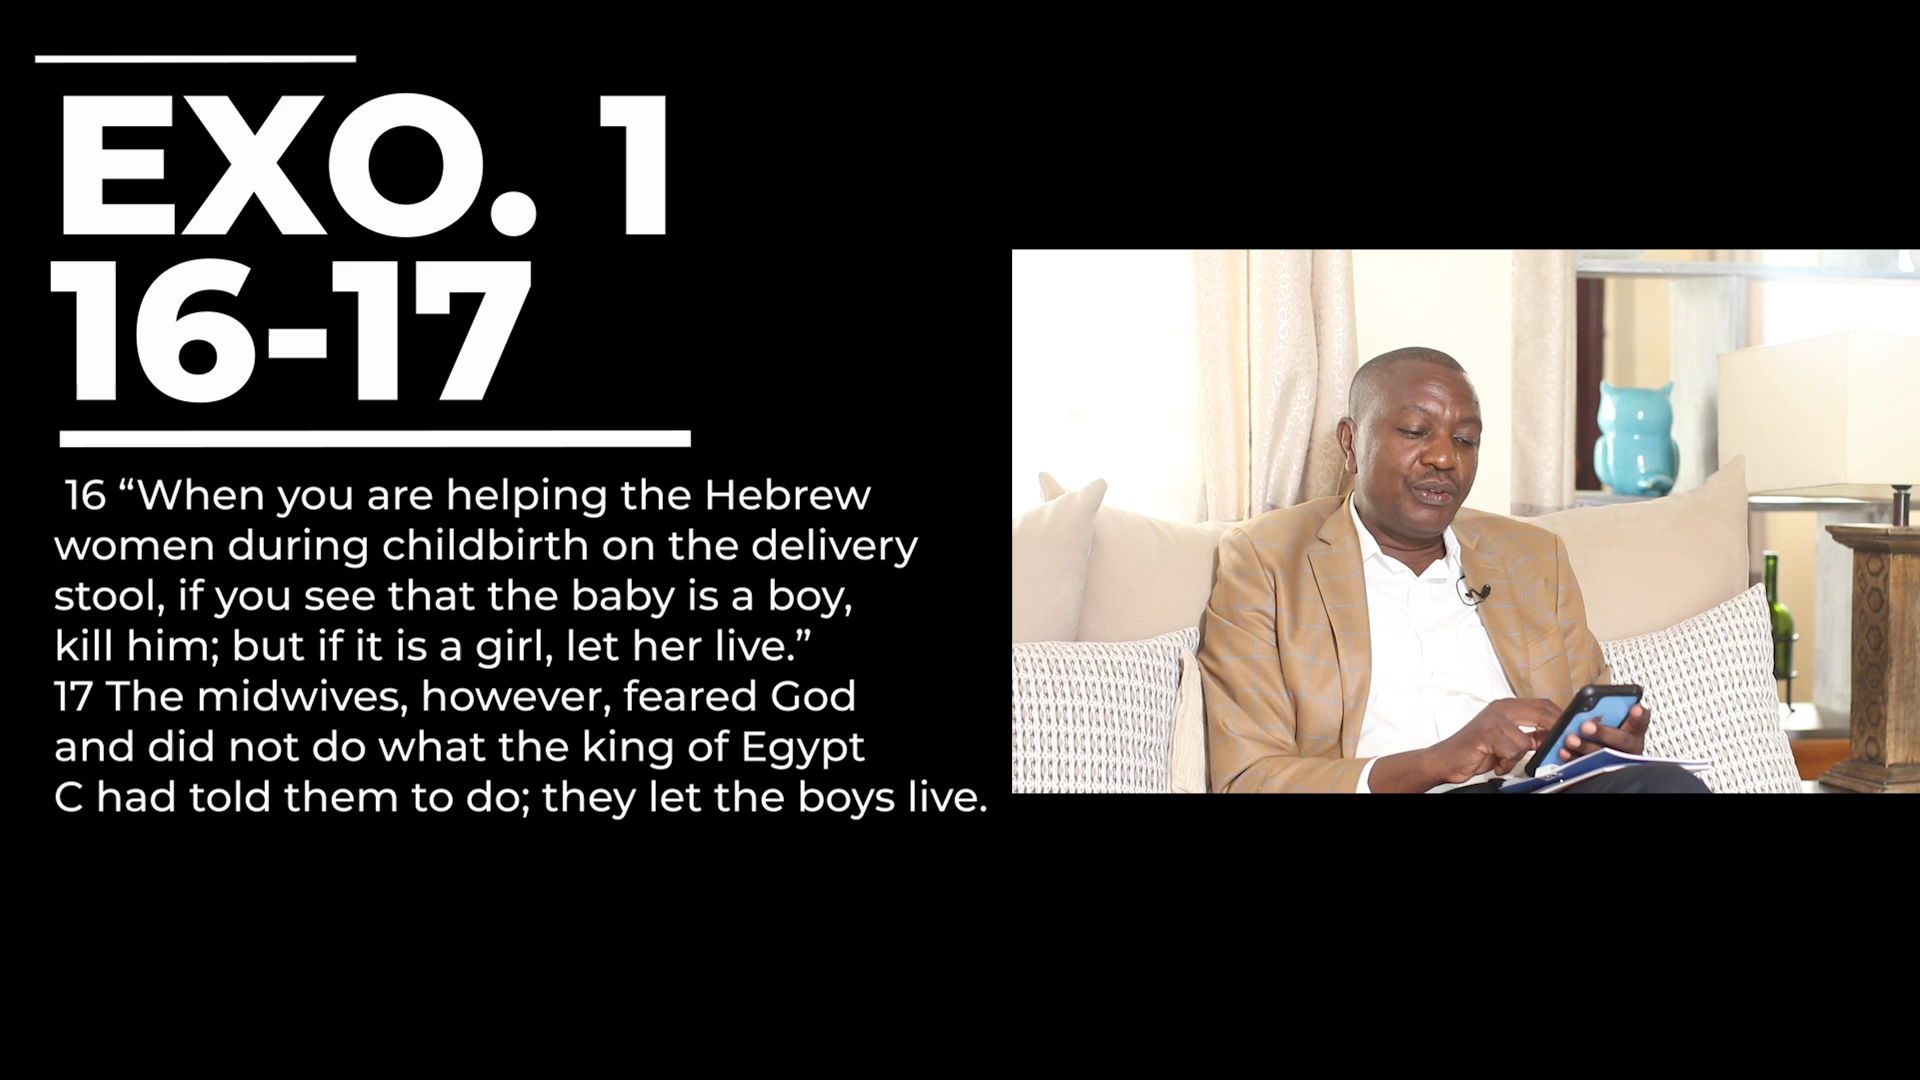 EXO. 1
16-17
16 “When you are helping the Hebrew
women during childbirth on the delivery
stool, if you see that the baby is a boy,
kill him; but if it is a girl, let her live.”
17 The midwives, however, feared God
and did not do what the king of Egypt
C had told them to do; they let the boys live.